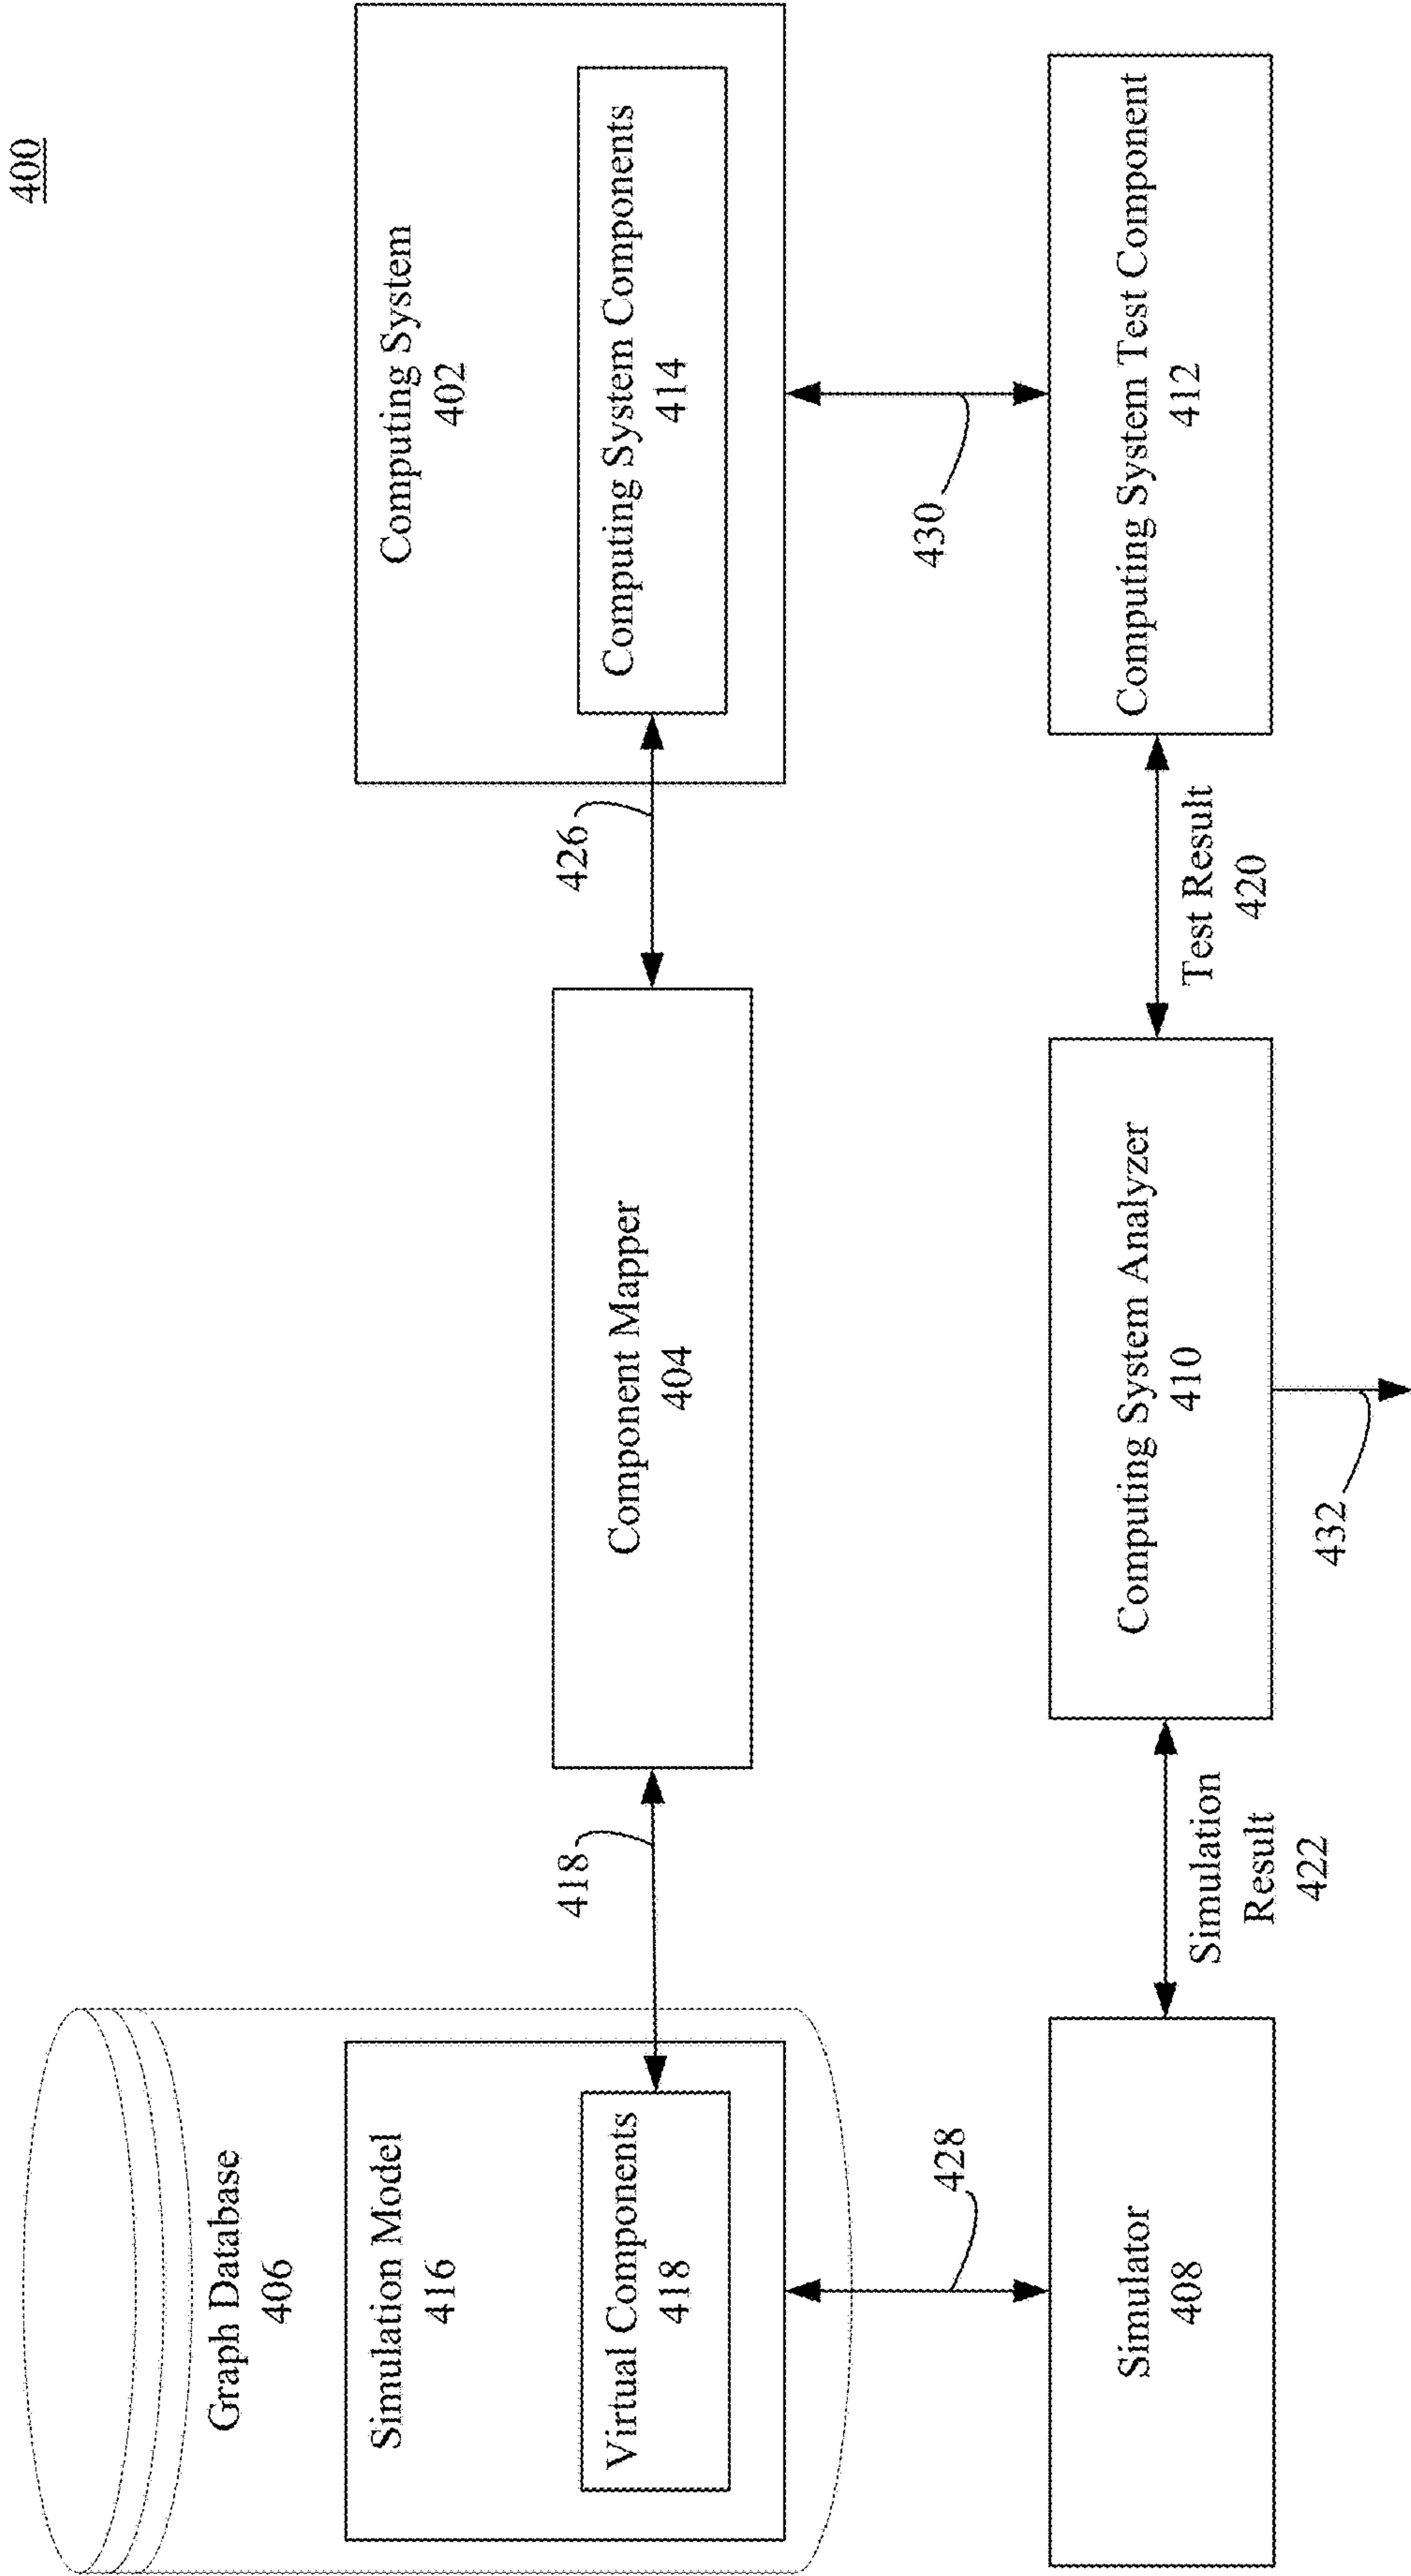 400
Graph Database
406
Simulation Model
416
Virtual Components
418
418
Component Mapper
404
426
Computing System
402
Computing System Components
414
428
430
Simulator
408
Simulation
Result
422
Computing System Analyzer
410
432
Test Result
420
Computing System Test Component
412